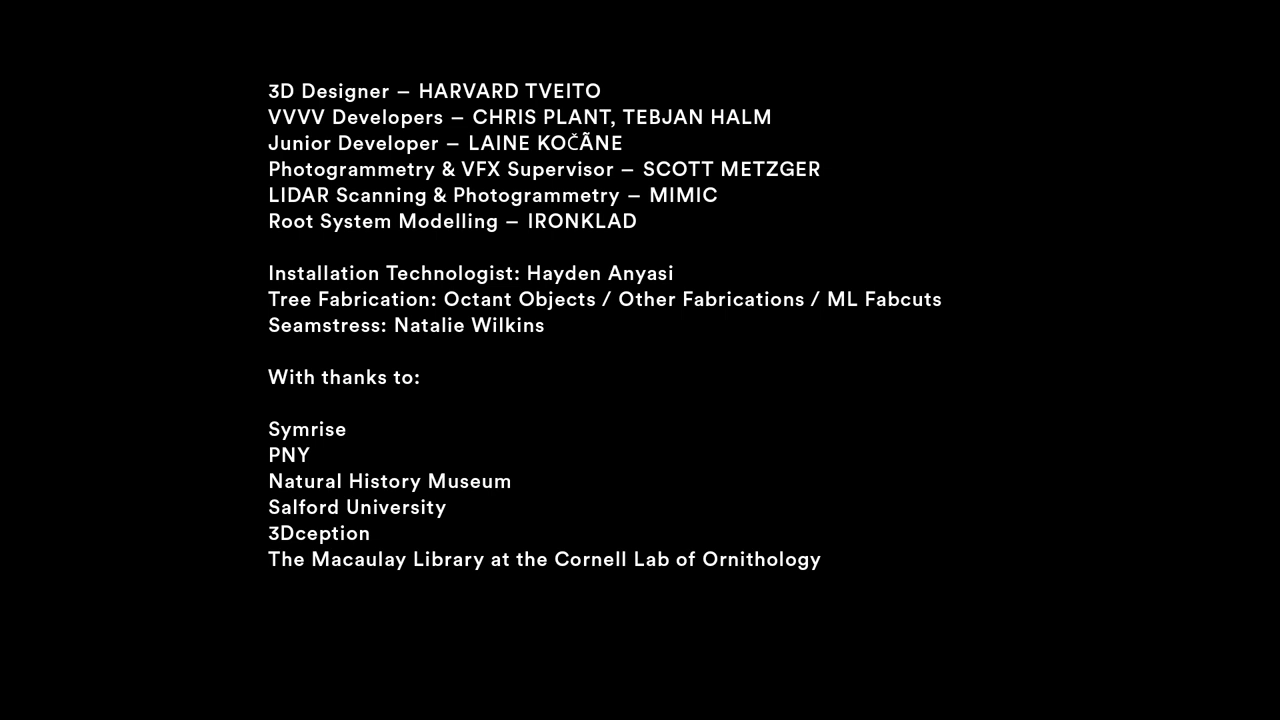 3D Designer – HARVARD TVEITO
VVVV Developers – CHRIS PLANT, TEBJAN HALM
Junior Developer – LAINE KOČÃNE
Photogrammetry & VFX Supervisor – SCOTT METZGER
LIDAR Scanning & Photogrammetry – MIMIC
Root System Modelling – IRONKLAD
Installation Technologist: Hayden Anyasi
Tree Fabrication: Octant Objects / Other Fabrications / ML Fabcuts
Seamstress: Natalie Wilkins
With thanks to:
Symrise
PNY
Natural History Museum
Salford University
3Dception
The Macaulay Library at the Cornell Lab of Ornithology